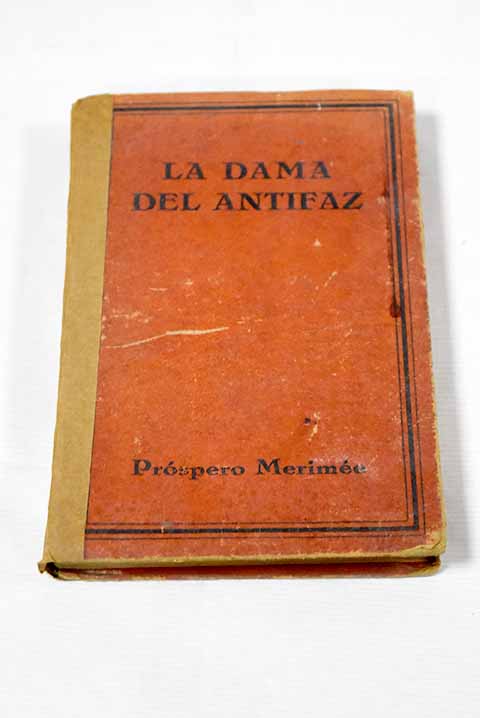 LA DAMA
DEL ANTIFAZ
Próspero Merimée